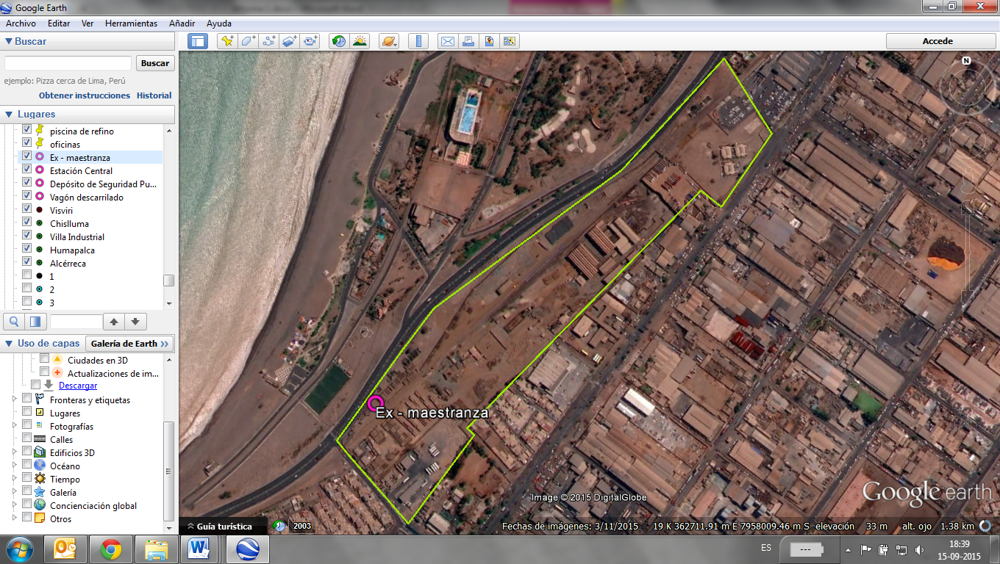 Google Earth
Archivo Editar Ver Herramientas Añadir Ayuda
Buscar
Buscar
ejemplo: Pizza cerca de Lima, Perú
Obtener instrucciones Historial
Lugares
piscina de refino
oficinas
Ex - maestranza
Estación Central
Depósito de Seguridad Pu...
Vagón descarrilado
Visviri
Chislluma
Villa Industrial
Humapalca
Alcérreca
1
2
3
Uso de capas Galería de Earth >>
Ciudades en 3D
Actualizaciones de im...
Descargar
Fronteras y etiquetas
Lugares
Fotografías
Calles
Edificios 3D
Océano
Tiempo
Galería
Concienciación global
Otros
Accede
N
Ex - maestranza
Image © 2015 DigitalGlobe
Google earth
Guía turística
2003
Fechas de imágenes: 3/11/2015 19 K 362711.91 m E 7958009.46 m S elevación 33 m alt. ojo 1.38 km
ES
---
18:39
15-09-2015